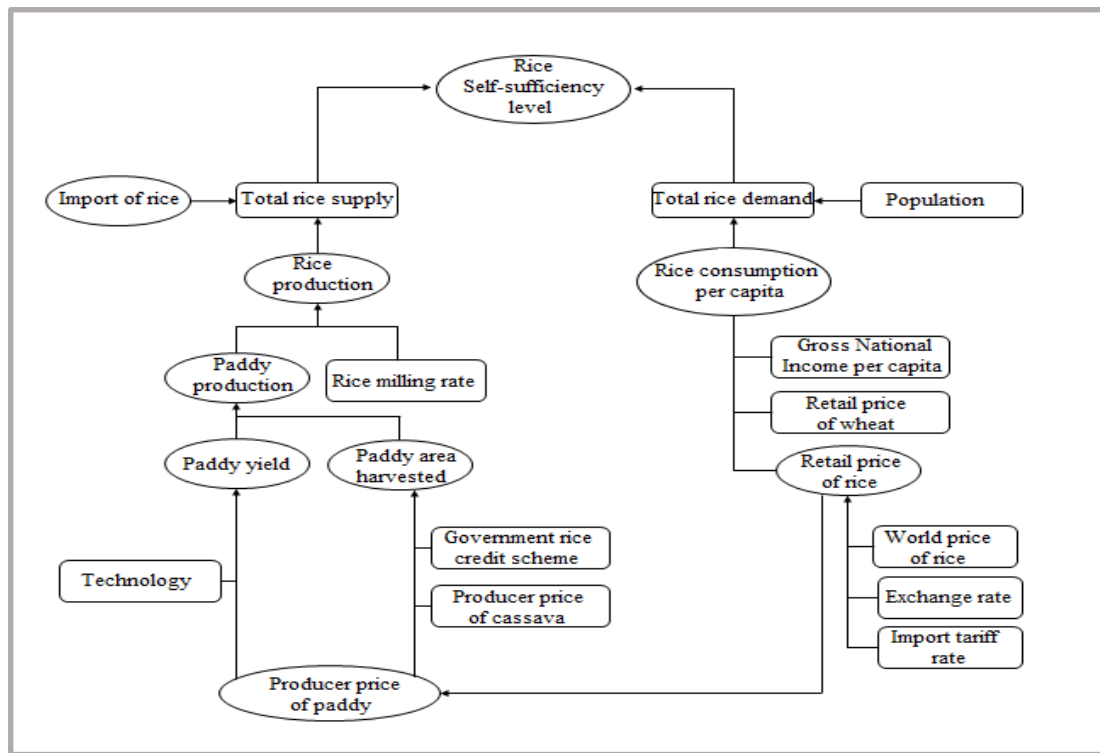 Rice
Self-sufficiency
level
Import of rice
Total rice supply
Total rice demand
Population
Rice
production
Rice consumption
per capita
Paddy
production
Rice milling rate
Gross National
Income per capita
Retail price
of wheat
Paddy yield
Paddy area
harvested
Retail price
of rice
Government rice
credit scheme
World price
of rice
Technology
Producer price
of cassava
Exchange rate
Import tariff
rate
Producer price
of paddy